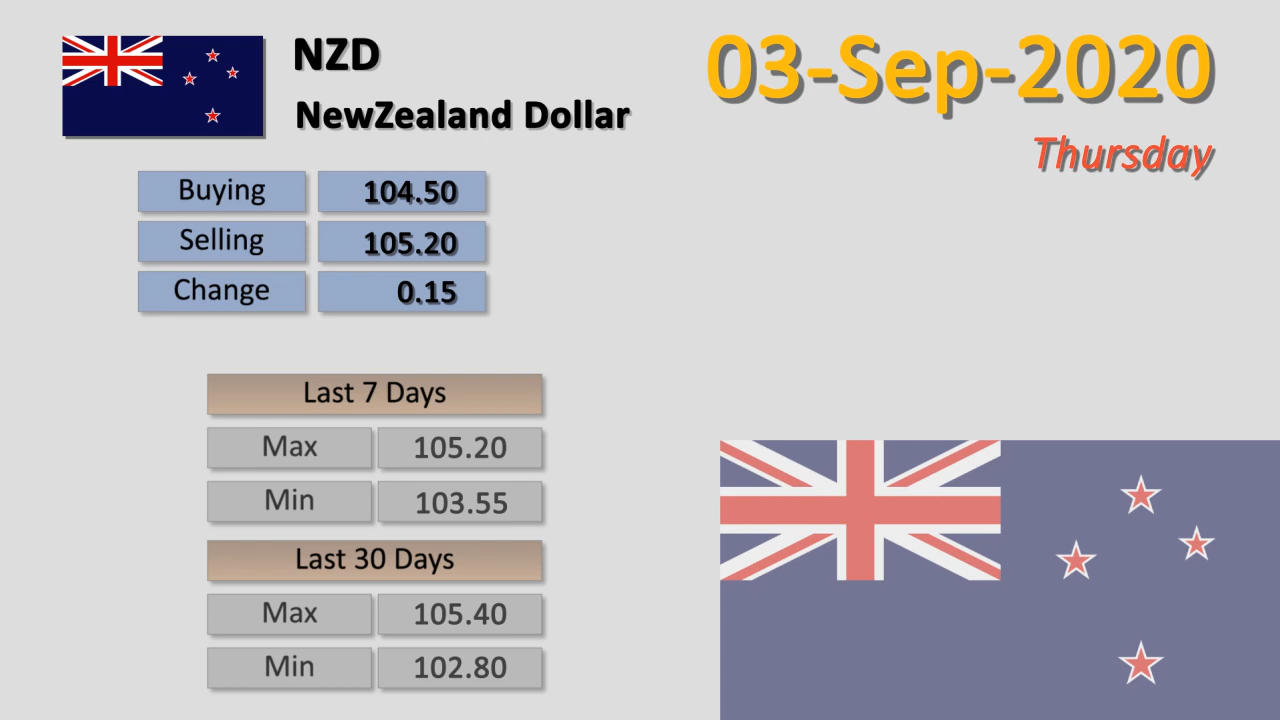 NZD
NewZealand Dollar
03-Sep-2020
Thursday
Buying 104.50
Selling 105.20
Change 0.15
Last 7 Days
Max 105.20
Min 103.55
Last 30 Days
Max 105.40
Min 102.80